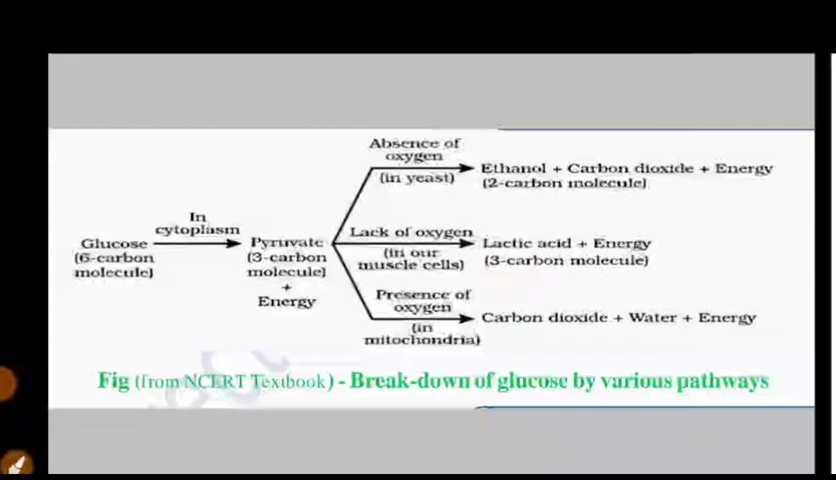 Absence of
oxygen
(in yeast)
Ethanol + Carbon dioxide + Energy
(2-carbon molecule)
In
cytoplasm
Glucose
(6-carbon
molecule)
Pyruvate
(3-carbon
molecule)
+
Energy
Lack of oxygen
(in our
muscle cells)
Lactic acid + Energy
(3-carbon molecule)
Presence of
oxygen
(in
mitochondria)
Carbon dioxide + Water + Energy
Fig (from NCERT Textbook) - Break-down of glucose by various pathways